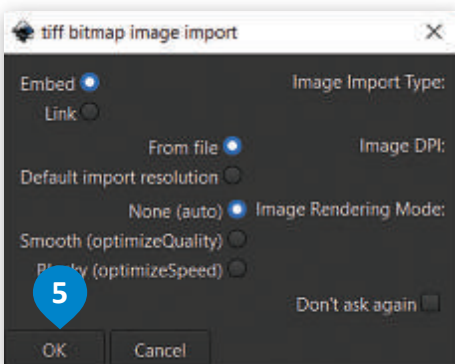 tiff bitmap image import
Embed Image Import Type:
Link
From file Image DPI:
Default import resolution
None (auto) Image Rendering Mode:
Smooth (optimizeQuality)
(optimizeSpeed)
5
Don't ask again
OK Cancel